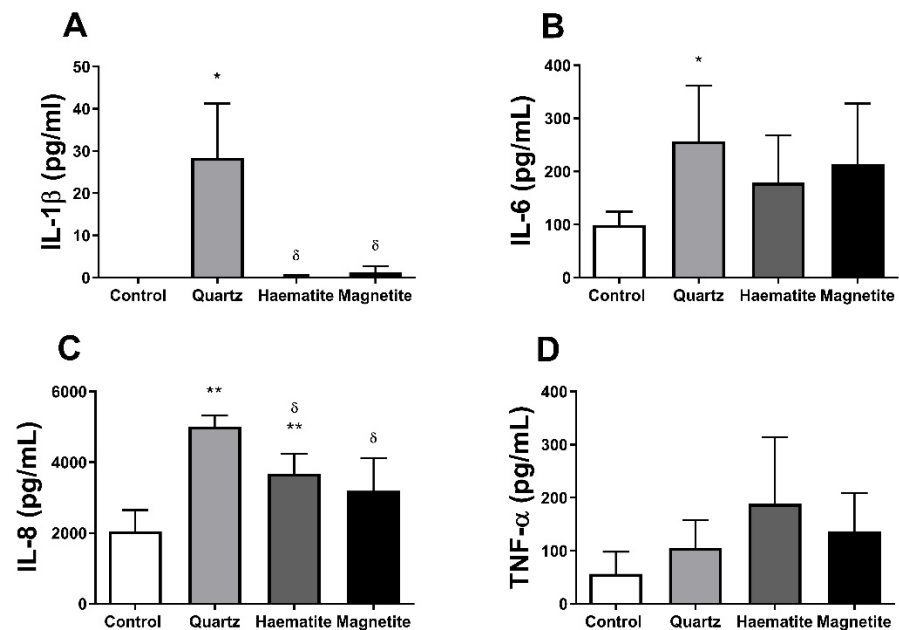 A
IL-1β (pg/ml)
50
40
30
20
10
0
*
δ
δ
Control Quartz Haematite Magnetite
B
IL-6 (pg/mL)
400
300
200
100
0
*
Control Quartz Haematite Magnetite
C
IL-8 (pg/mL)
6000
4000
2000
0
**
δ
**
δ
Control Quartz Haematite Magnetite
D
TNF-α (pg/mL)
400
300
200
100
0
Control Quartz Haematite Magnetite